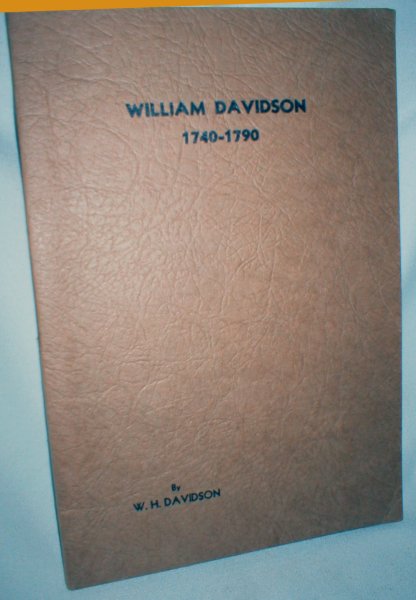 WILLIAM DAVIDSON
1740-1790
By
W. H. DAVIDSON